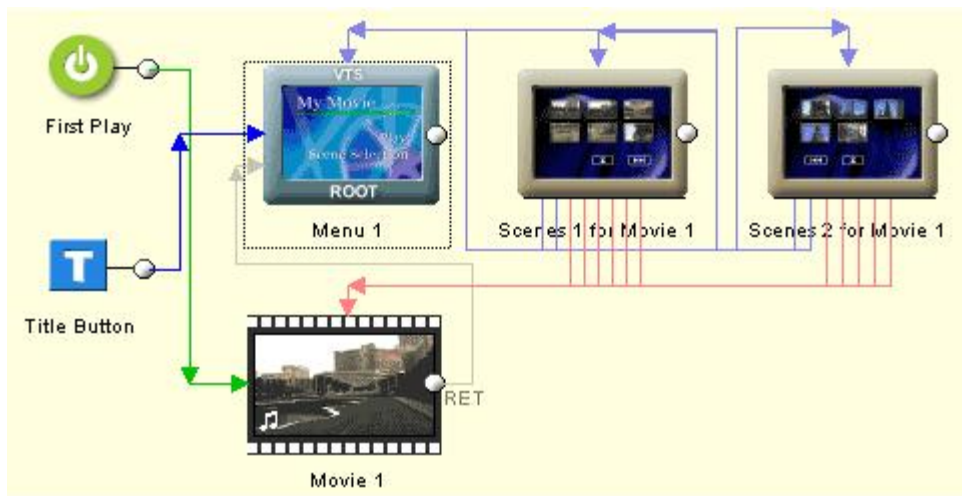 First Play
VTS
My Movie
Play
Scene Selection
ROOT
Menu 1
Scenes 1 for Movie 1
Scenes 2 for Movie 1
T
Title Button
RET
Movie 1